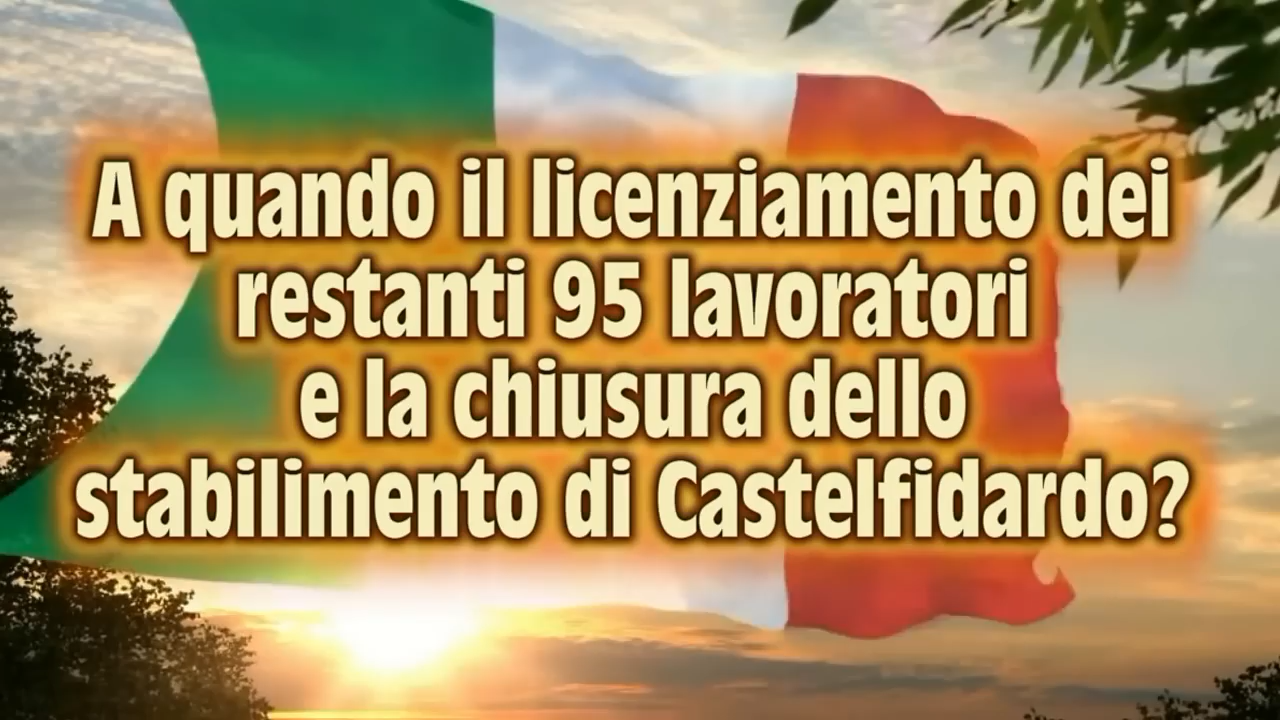 A quando il licenziamento dei
restanti 95 lavoratori
e la chiusura dello
stabilimento di Castelfidardo?